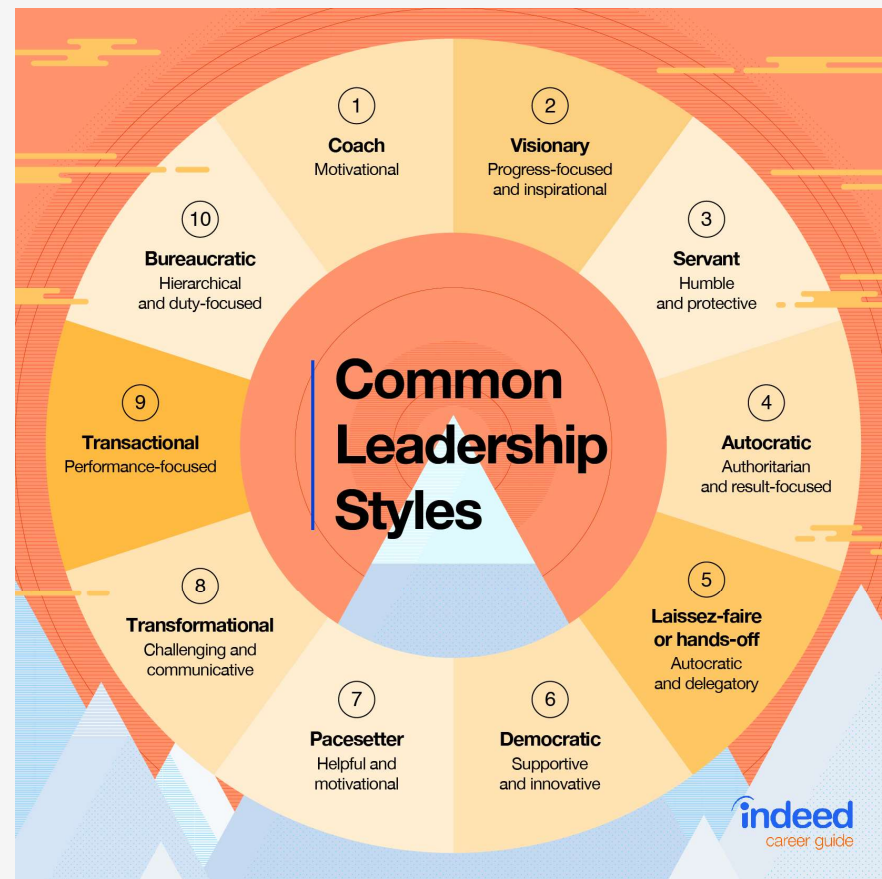 Common
Leadership
Styles
1
Coach
Motivational
2
Visionary
Progress-focused
and inspirational
3
Servant
Humble
and protective
4
Autocratic
Authoritarian
and result-focused
5
Laissez-faire
or hands-off
Autocratic
and delegatory
6
Democratic
Supportive
and innovative
7
Pacesetter
Helpful and
motivational
8
Transformational
Challenging and
communicative
9
Transactional
Performance-focused
10
Bureaucratic
Hierarchical
and duty-focused
indeed
career guide